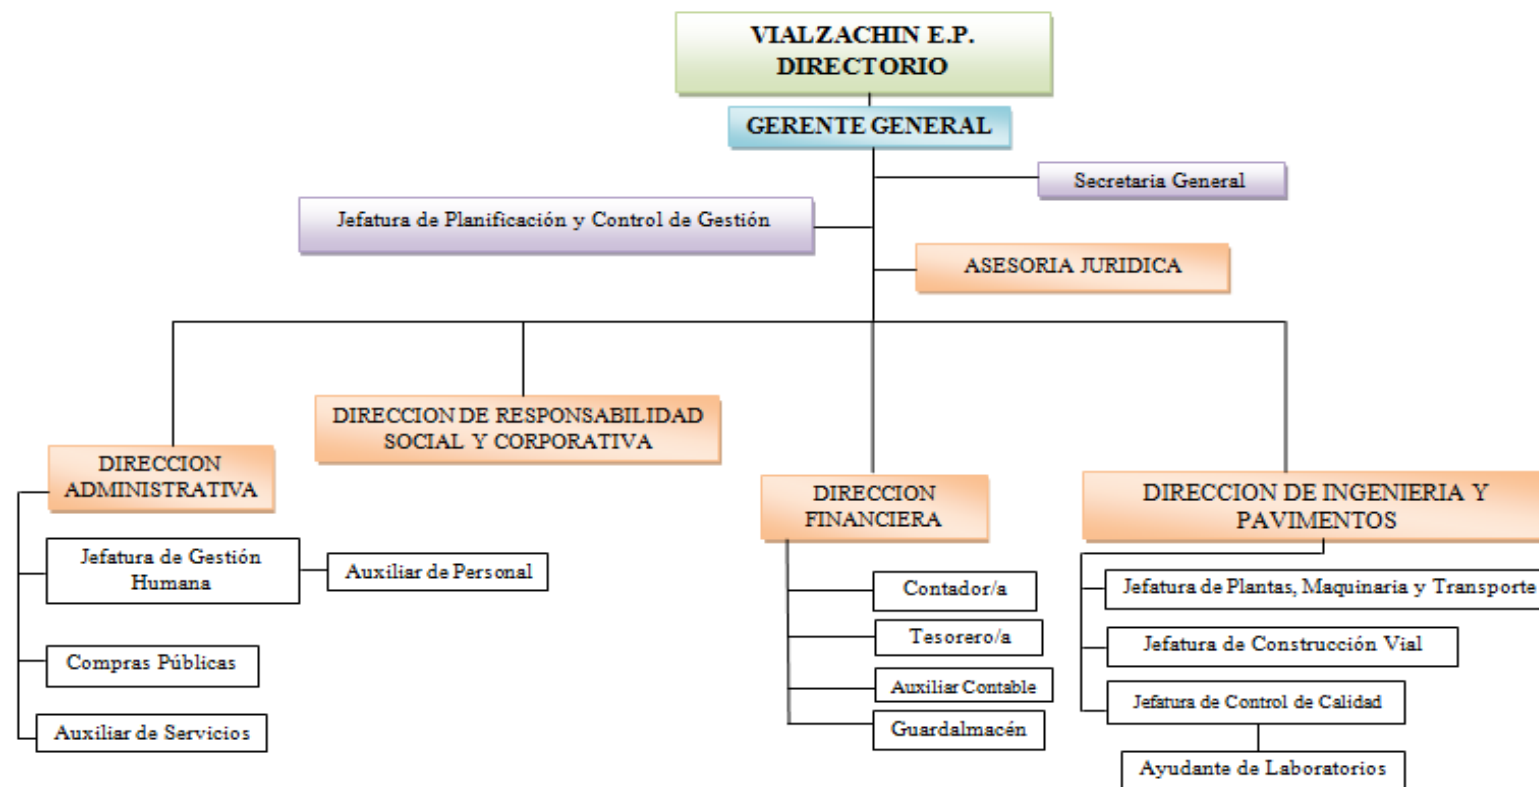 VIALZACHIN E.P.
DIRECTORIO
GERENTE GENERAL
Secretaria General
Jefatura de Planificación y Control de Gestión
ASESORIA JURIDICA
DIRECCION DE RESPONSABILIDAD
SOCIAL Y CORPORATIVA
DIRECCION
ADMINISTRATIVA
DIRECCION
FINANCIERA
DIRECCION DE INGENIERIA Y
PAVIMENTOS
Jefatura de Gestión
Humana
Auxiliar de Personal
Compras Públicas
Auxiliar de Servicios
Contador/a
Tesorero/a
Auxiliar Contable
Guardalmacén
Jefatura de Plantas, Maquinaria y Transporte
Jefatura de Construcción Vial
Jefatura de Control de Calidad
Ayudante de Laboratorios